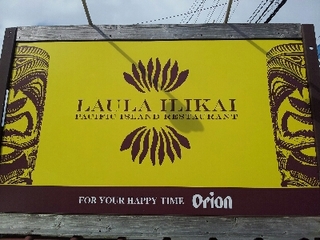 LAULA ILIKAI
PACIFIC ISLAND RESTAURANT
FOR YOUR HAPPY TIME Orion